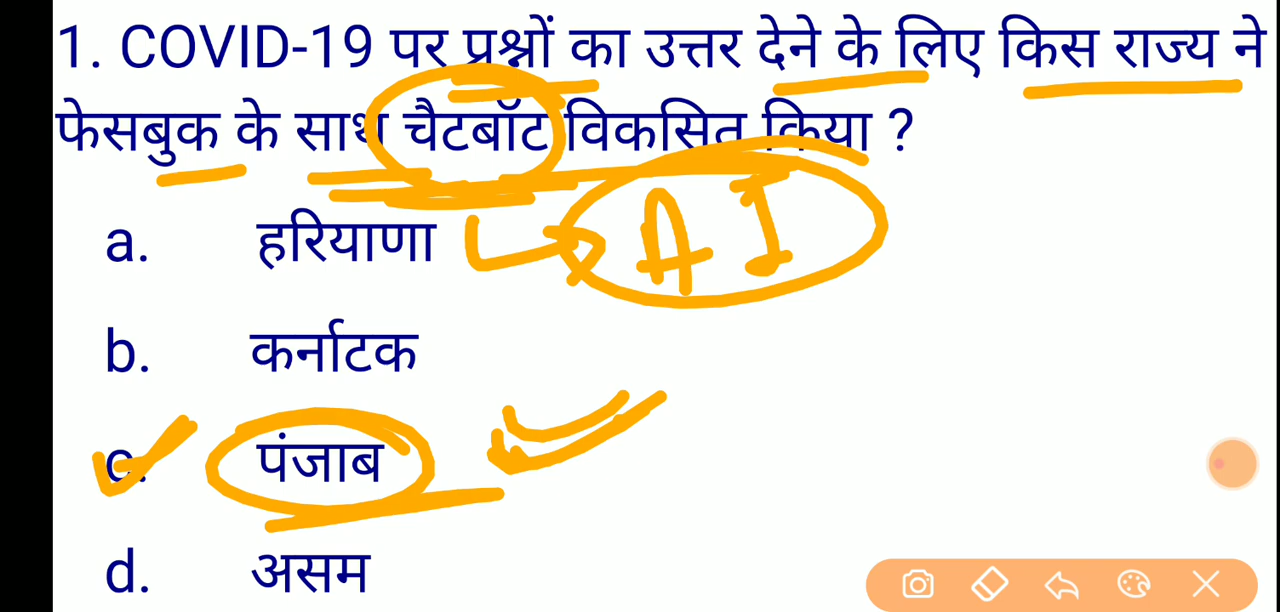 1. COVID-19 पर प्रश्नों का उत्तर देने के लिए किस राज्य ने
फेसबुक के साथ चैटबॉट विकसित किया ?
a. हरियाणा
AI
b. कर्नाटक
c. पंजाब
d. असम